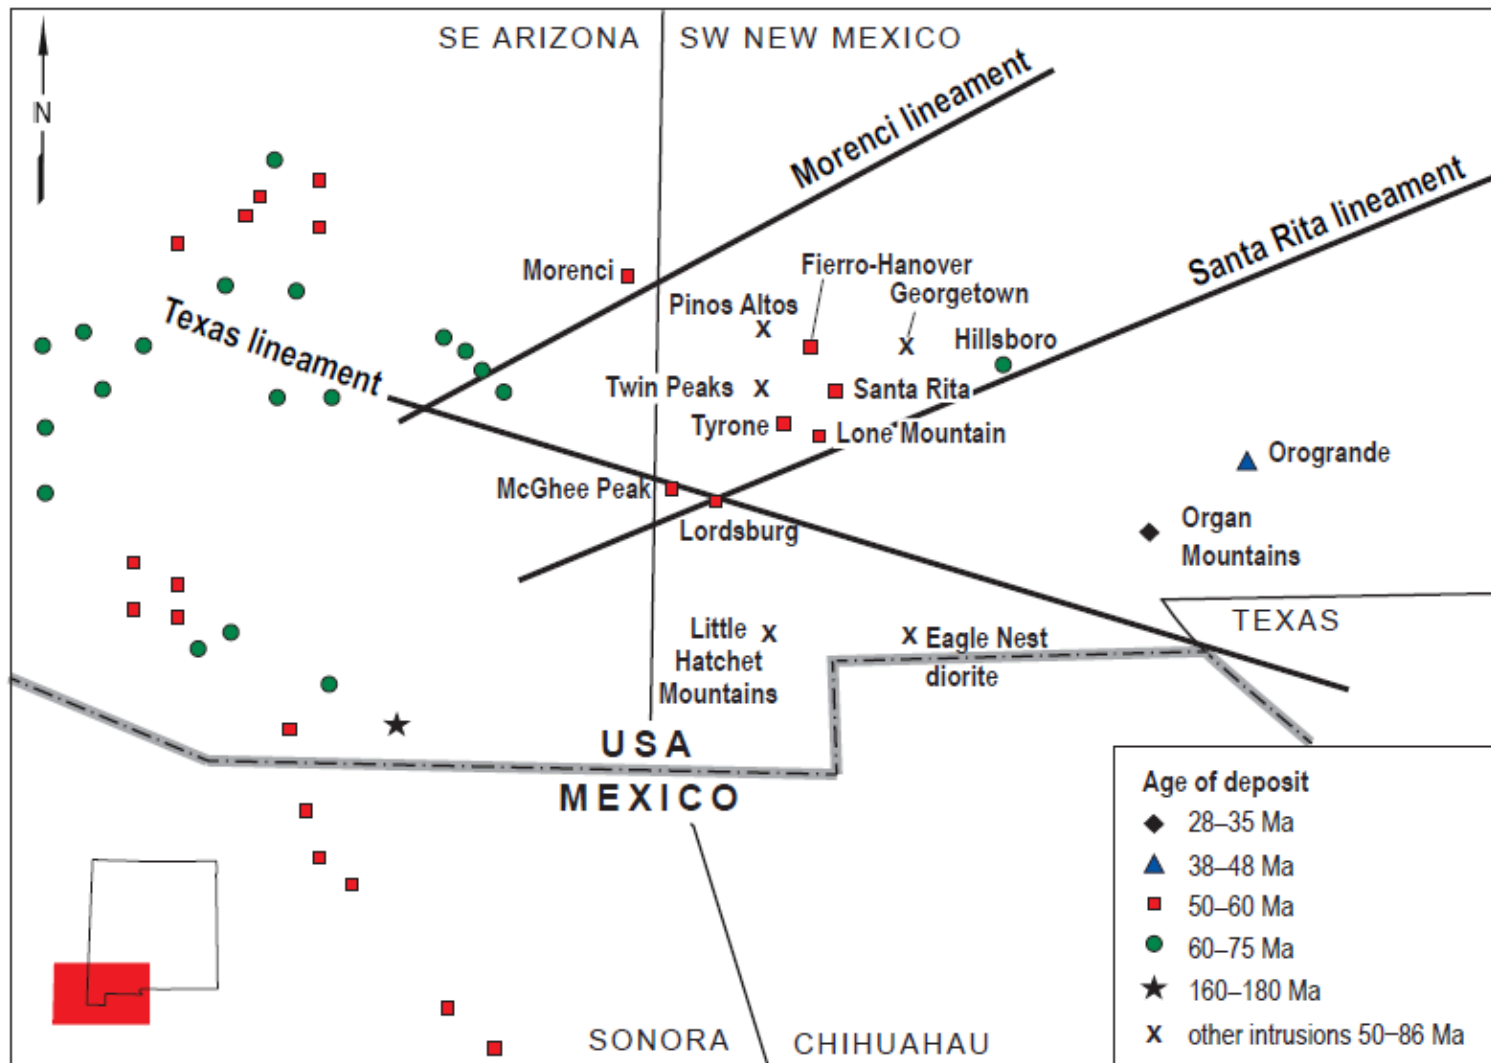 SE ARIZONA
SW NEW MEXICO
N
Morenci lineament
Santa Rita lineament
Texas lineament
Morenci
Fierro-Hanover
Georgetown
Pinos Altos
x
x
Hillsboro
Twin Peaks
x
Santa Rita
Tyrone
Lone Mountain
Orogrande
McGhee Peak
Lordsburg
Organ
Mountains
TEXAS
Little
Hatchet
Mountains
x
x
Eagle Nest
diorite
USA
MEXICO
SONORA
CHIHUAHAU
Age of deposit
28–35 Ma
38–48 Ma
50–60 Ma
60–75 Ma
160–180 Ma
x other intrusions 50–86 Ma